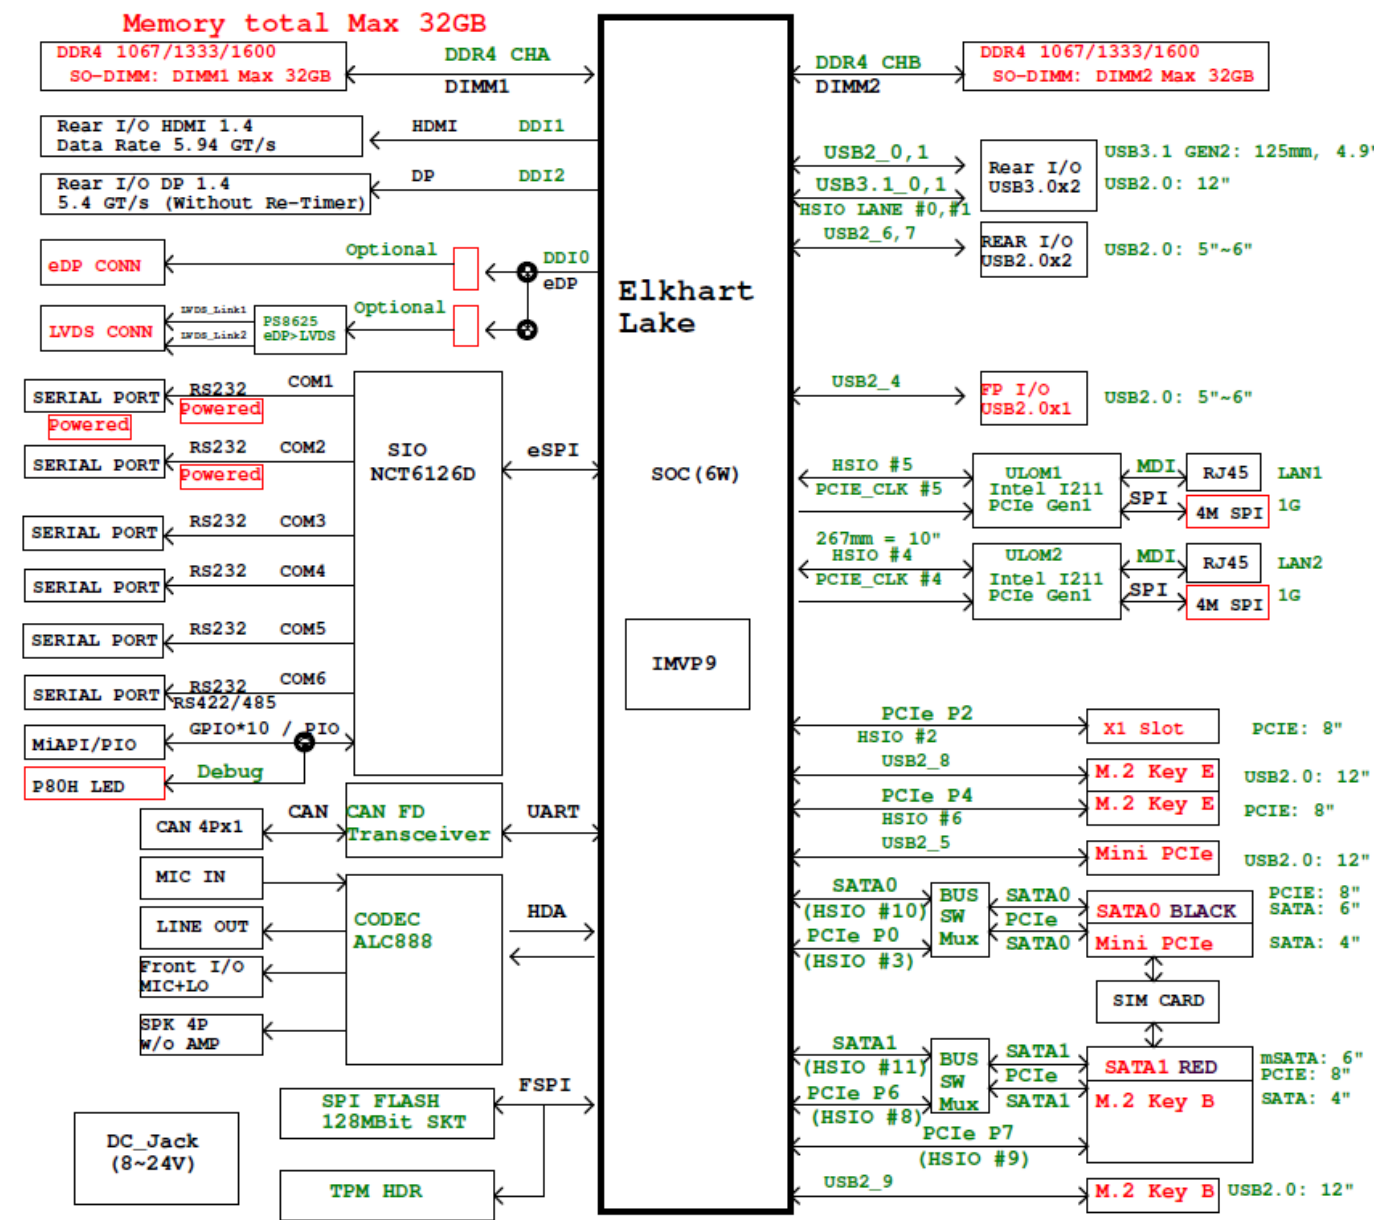 Memory total Max 32GB
DDR4 1067/1333/1600
SO-DIMM: DIMM1 Max 32GB
DDR4 CHA
DIMM1
Rear I/O HDMI 1.4
Data Rate 5.94 GT/s
HDMI
DDI1
Rear I/O DP 1.4
5.4 GT/s (Without Re-Timer)
DP
DDI2
eDP CONN
Optional
DDI0
eDP
LVDS CONN
LVDS_Link1
LVDS_Link2
PS8625
eDP>LVDS
Optional
SERIAL PORT
Powered
RS232
Powered
COM1
SERIAL PORT
RS232
Powered
COM2
SERIAL PORT
RS232
COM3
SERIAL PORT
RS232
COM4
SERIAL PORT
RS232
COM5
SERIAL PORT
RS232
RS422/485
COM6
SIO
NCT6126D
eSPI
MiAPI/PIO
GPIO*10 / PIO
P80H LED
Debug
CAN 4Px1
CAN
CAN FD
Transceiver
UART
MIC IN
LINE OUT
Front I/O
MIC+LO
SPK 4P
W/o AMP
CODEC
ALC888
HDA
SPI FLASH
128MBit SKT
FSPI
TPM HDR
DC_Jack
(8~24V)
Elkhart
Lake
SOC(6W)
IMVP9
DDR4 CHB
DIMM2
DDR4 1067/1333/1600
SO-DIMM: DIMM2 Max 32GB
USB2_0,1
USB3.1_0,1
HSIO LANE #0,#1
Rear I/O
USB3.0x2
USB3.1 GEN2: 125mm, 4.9"
USB2.0: 12"
USB2_6,7
REAR I/O
USB2.0x2
USB2.0: 5"~6"
USB2_4
FP I/O
USB2.0x1
USB2.0: 5"~6"
HSIO #5
PCIE_CLK #5
ULOM1
Intel I211
PCIe Gen1
MDI
SPI
RJ45
4M SPI
LAN1
1G
267mm = 10"
HSIO #4
PCIE_CLK #4
ULOM2
Intel I211
PCIe Gen1
MDI
SPI
RJ45
4M SPI
LAN2
1G
PCIe P2
HSIO #2
X1 Slot
PCIE: 8"
USB2_8
M.2 Key E
USB2.0: 12"
PCIe P4
HSIO #6
M.2 Key E
PCIE: 8"
USB2_5
Mini PCIe
USB2.0: 12"
SATA0
(HSIO #10)
PCIe P0
(HSIO #3)
BUS
SW
Mux
SATA0
PCIe
SATA0
SATA0 BLACK
Mini PCIe
PCIE: 8"
SATA: 6"
SATA: 4"
SIM CARD
SATA1
(HSIO #11)
PCIe P6
(HSIO #8)
BUS
SW
Mux
SATA1
PCIe
SATA1
SATA1 RED
M.2 Key B
mSATA: 6"
PCIE: 8"
SATA: 4"
PCIe P7
(HSIO #9)
USB2_9
M.2 Key B
USB2.0: 12"